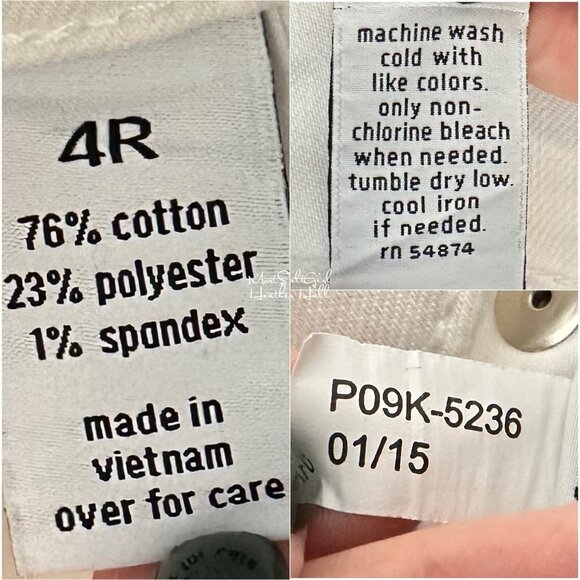 4R
76% cotton
23% polyester
1% spandex
made in
vietnam
over for care
machine wash
cold with
like colors.
only non-
chlorine bleach
when needed.
tumble dry low.
cool iron
if needed.
rn 54874
P09K-5236
01/15